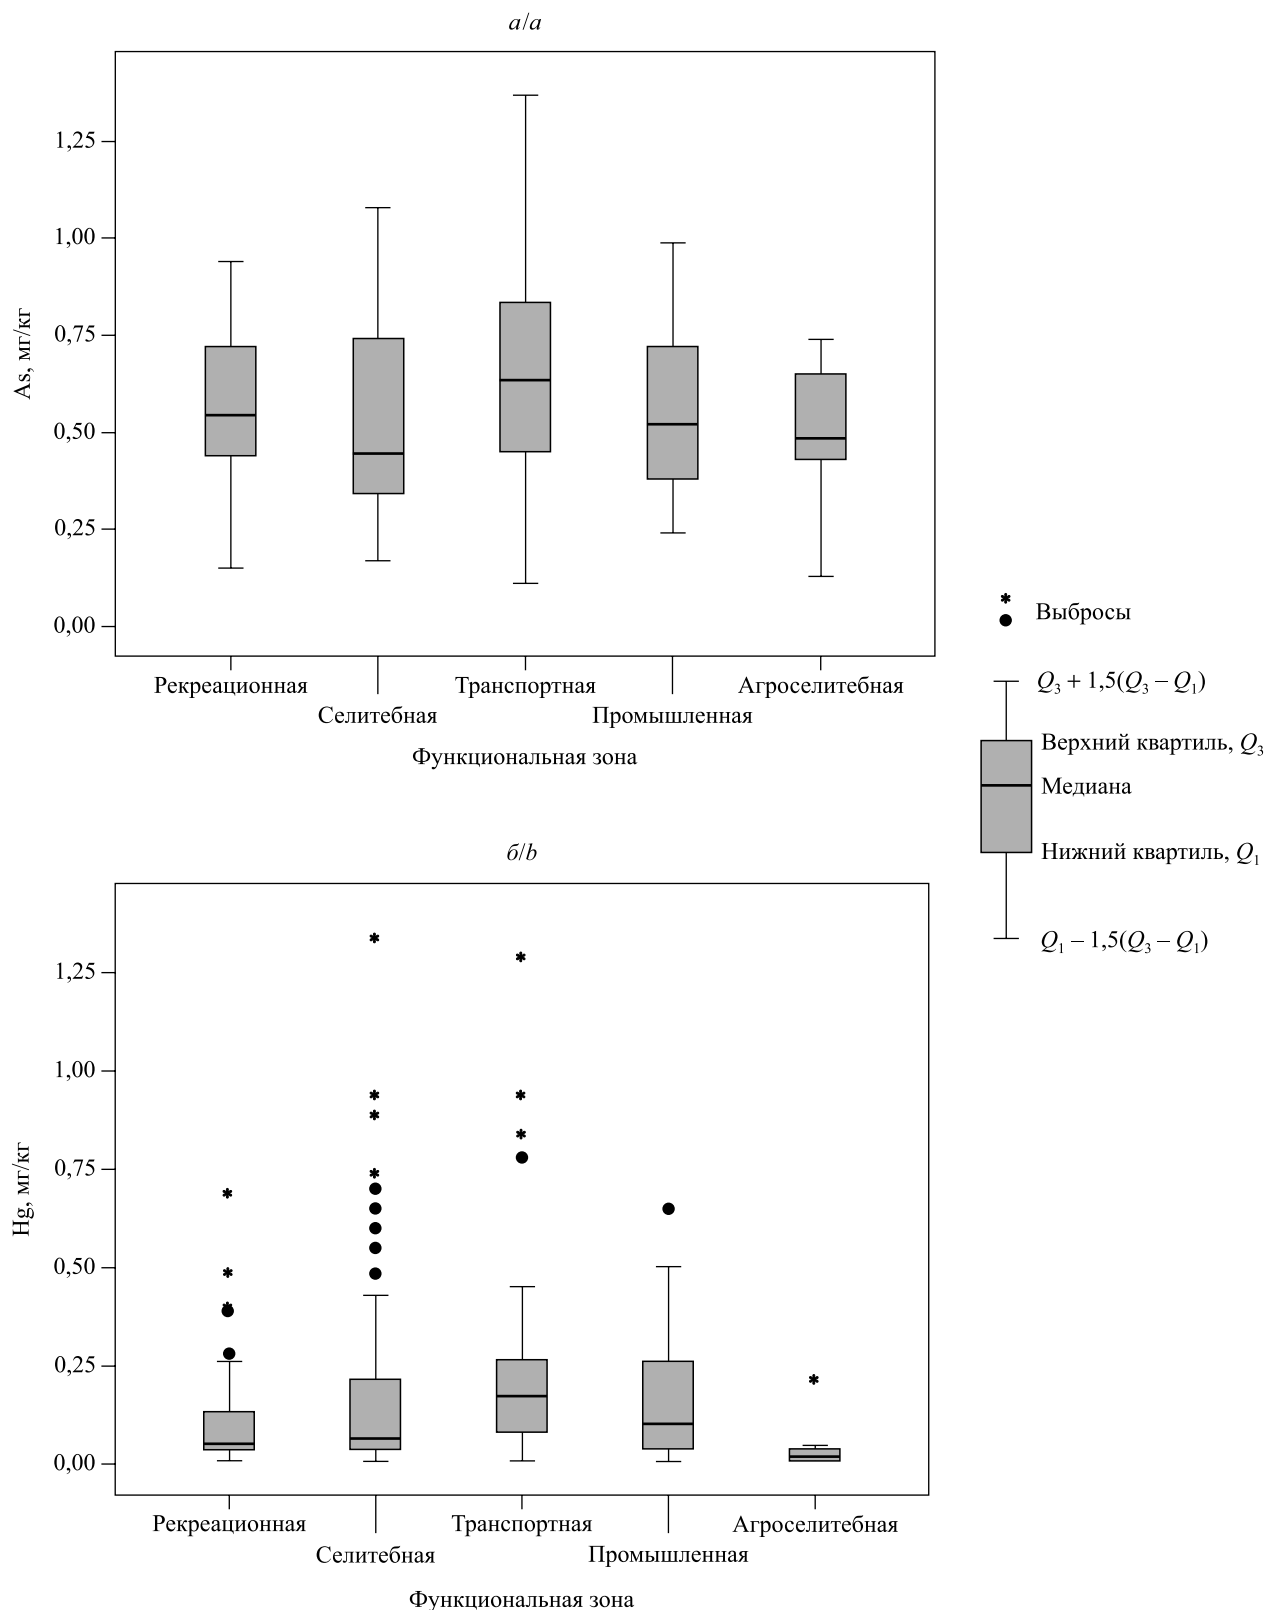 а/a
As, мг/кг
1,25
1,00
0,75
0,50
0,25
0,00
Рекреационная
Селитебная
Транспортная
Промышленная
Агроселитебная
Функциональная зона
Выбросы
Q₃ + 1,5(Q₃ – Q₁)
Верхний квартиль, Q₃
Медиана
Нижний квартиль, Q₁
Q₁ – 1,5(Q₃ – Q₁)
б/b
Hg, мг/кг
1,25
1,00
0,75
0,50
0,25
0,00
Рекреационная
Селитебная
Транспортная
Промышленная
Агроселитебная
Функциональная зона